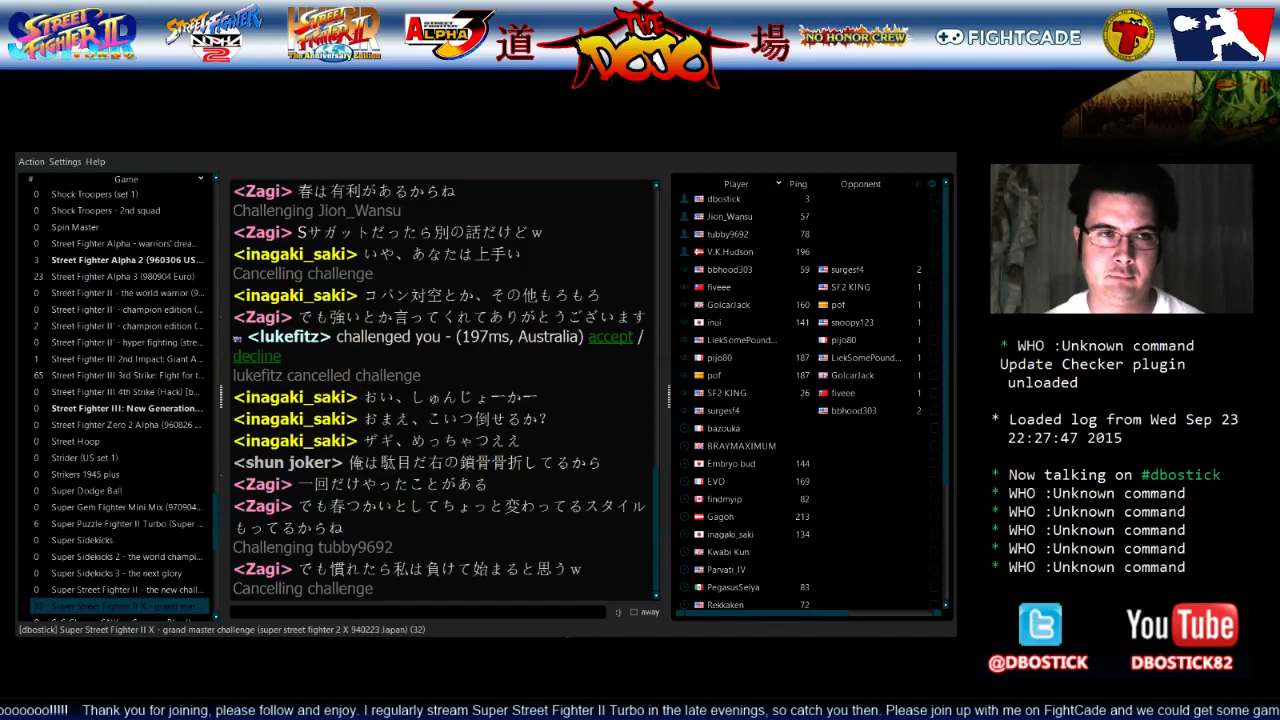 STREET FIGHTER II TURBO
STREET FIGHTER ALPHA 2
HYPER STREET FIGHTER II The Anniversary Edition
STREET FIGHTER ALPHA 3
道 THE DOJO 場
NO HONOR CREW
FIGHTCADE
Action Settings Help
# Game
0 Shock Troopers (set 1)
0 Shock Troopers - 2nd squad
0 Spin Master
0 Street Fighter Alpha - warriors' drea...
3 Street Fighter Alpha 2 (960306 US...
23 Street Fighter Alpha 3 (980904 Euro)
0 Street Fighter II - the world warrior (9...
0 Street Fighter II' - champion edition (...
2 Street Fighter II' - champion edition (...
0 Street Fighter II' - hyper fighting (stre...
1 Street Fighter III 2nd Impact: Giant A...
65 Street Fighter III 3rd Strike: Fight for t...
0 Street Fighter III 4th Strike (Hack) [b...
0 Street Fighter III: New Generation...
0 Street Fighter Zero 2 Alpha (960826 ...
0 Street Hoop
0 Strider (US set 1)
0 Strikers 1945 plus
0 Super Dodge Ball
0 Super Gem Fighter Mini Mix (970904...
6 Super Puzzle Fighter II Turbo (Super ...
0 Super Sidekicks
0 Super Sidekicks 2 - the world champi...
0 Super Sidekicks 3 - the next glory
0 Super Street Fighter II - the new chall...
32 Super Street Fighter II X - grand mas...
<Zagi> 春は有利があるからね
Challenging Jion_Wansu
<Zagi> Sサガットだったら別の話だけどｗ
<inagaki_saki> いや、あなたは上手い
Cancelling challenge
<inagaki_saki> コパン対空とか、その他もろもろ
<Zagi> でも強いとか言ってくれてありがとうございます
<lukefitz> challenged you - (197ms, Australia) accept /
decline
lukefitz cancelled challenge
<inagaki_saki> おい、しゅんじょーかー
<inagaki_saki> おまえ、こいつ倒せるか?
<inagaki_saki> ザギ、めっちゃつええ
<shun joker> 俺は駄目だ右の鎖骨骨折してるから
<Zagi> 一回だけやったことがある
<Zagi> でも春つかいとしてちょっと変わってるスタイル
もってるからね
Challenging tubby9692
<Zagi> でも慣れたら私は負けて始まると思うｗ
Cancelling challenge
:) away
Player Ping Opponent
dbostick 3
Jion_Wansu 57
tubby9692 78
V.K.Hudson 196
bbhood303 59 surgesf4 2
fiveee SF2 KING 1
GolcarJack 160 pof 1
inui 141 snoopy123 1
LiekSomePound... pijo80 1
pijo80 187 LiekSomePound... 1
pof 187 GolcarJack 1
SF2 KING 26 fiveee 1
surgesf4 bbhood303 2
bazouka
BRAYMAXIMUM
Embryo bud 144
EVD 169
findmyip 82
Gagoh 213
inagaki_saki 134
Kwabi Kun
Parvati_IV
PegasusSeiya 83
Rekkaken 72
[dbostick] Super Street Fighter II X - grand master challenge (super street fighter 2 X 940223 Japan) (32)
* WHO :Unknown command
Update Checker plugin
unloaded
* Loaded log from Wed Sep 23
22:27:47 2015
* Now talking on #dbostick
* WHO :Unknown command
* WHO :Unknown command
* WHO :Unknown command
* WHO :Unknown command
* WHO :Unknown command
@DBOSTICK
YouTube
DBOSTICK82
ooooooo!!!!! Thank you for joining, please follow and enjoy. I regularly stream Super Street Fighter II Turbo in the late evenings, so catch you then. Please join up with me on FightCade and we could get some gam